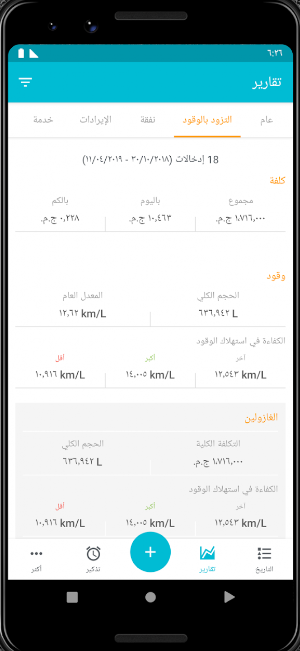 ٦:٢٦
تقارير
عام التزود بالوقود نفقة الإيرادات خدمة
18 إدخالات (٣٠/١٠/٢٠١٨ - ١١/٠٤/٢٠١٩)
كلفة
مجموع باليوم بالكم
١٬٧١٦٫٠٠٠ ج.م. ١٠٫٤٦٣ ج.م. ٠٫٢٢٨ ج.م.
وقود
الحجم الكلي المعدل العام
٦٣٦٫٩٤٢ L ١٢٫٦٢ km/L
الكفاءة في استهلاك الوقود
آخر أكبر أقل
١٢٫٥٤٣ km/L ١٤٫٠٠٥ km/L ١٠٫٩١٦ km/L
الغازولين
التكلفة الكلية الحجم الكلي
١٬٧١٦٫٠٠٠ ج.م. ٦٣٦٫٩٤٢ L
الكفاءة في استهلاك الوقود
آخر أكبر أقل
١٢٫٥٤٣ km/L ١٤٫٠٠٥ km/L ١٠٫٩١٦ km/L
التاريخ تقارير تذكير أكثر